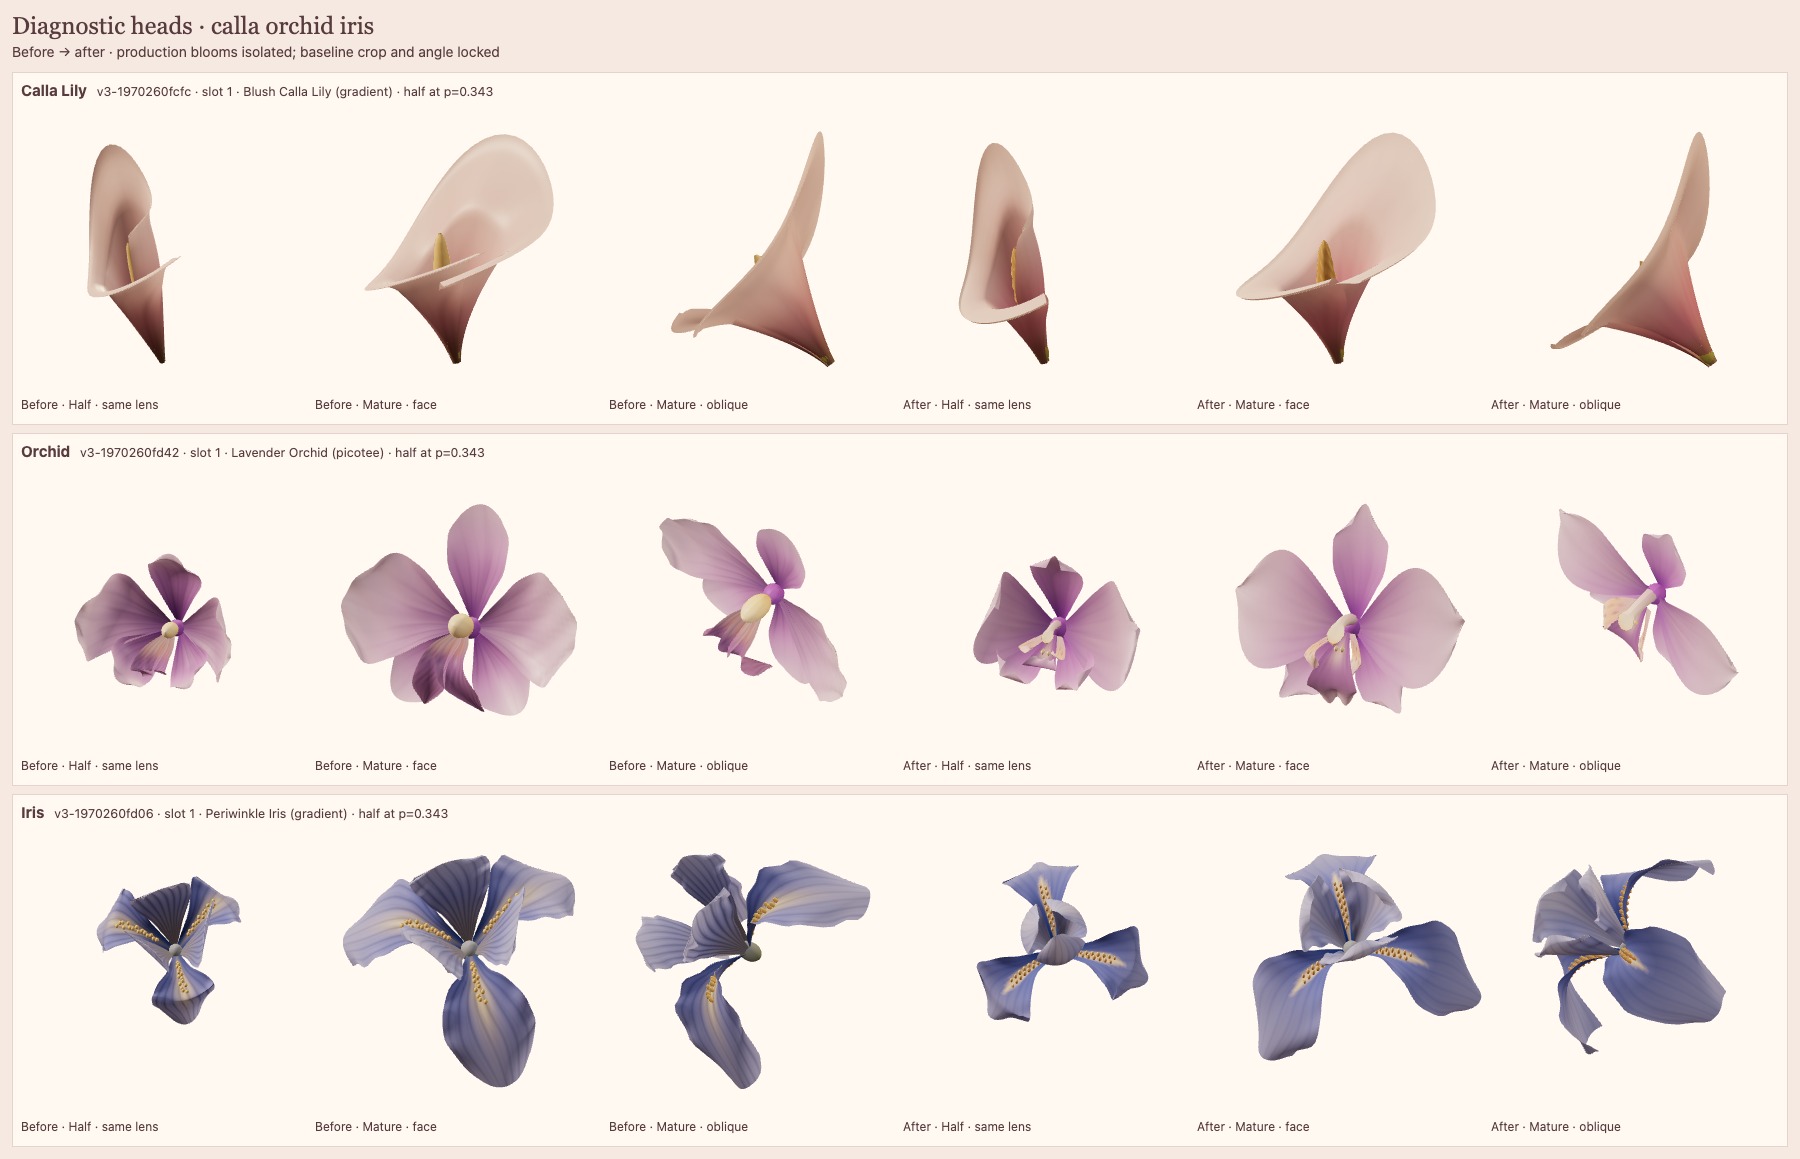 Diagnostic heads · calla orchid iris
Before → after · production blooms isolated; baseline crop and angle locked
Calla Lily v3-1970260fcfc · slot 1 · Blush Calla Lily (gradient) · half at p=0.343
Before · Half · same lens
Before · Mature · face
Before · Mature · oblique
After · Half · same lens
After · Mature · face
After · Mature · oblique
Orchid v3-1970260fd42 · slot 1 · Lavender Orchid (picotee) · half at p=0.343
Before · Half · same lens
Before · Mature · face
Before · Mature · oblique
After · Half · same lens
After · Mature · face
After · Mature · oblique
Iris v3-1970260fd06 · slot 1 · Periwinkle Iris (gradient) · half at p=0.343
Before · Half · same lens
Before · Mature · face
Before · Mature · oblique
After · Half · same lens
After · Mature · face
After · Mature · oblique